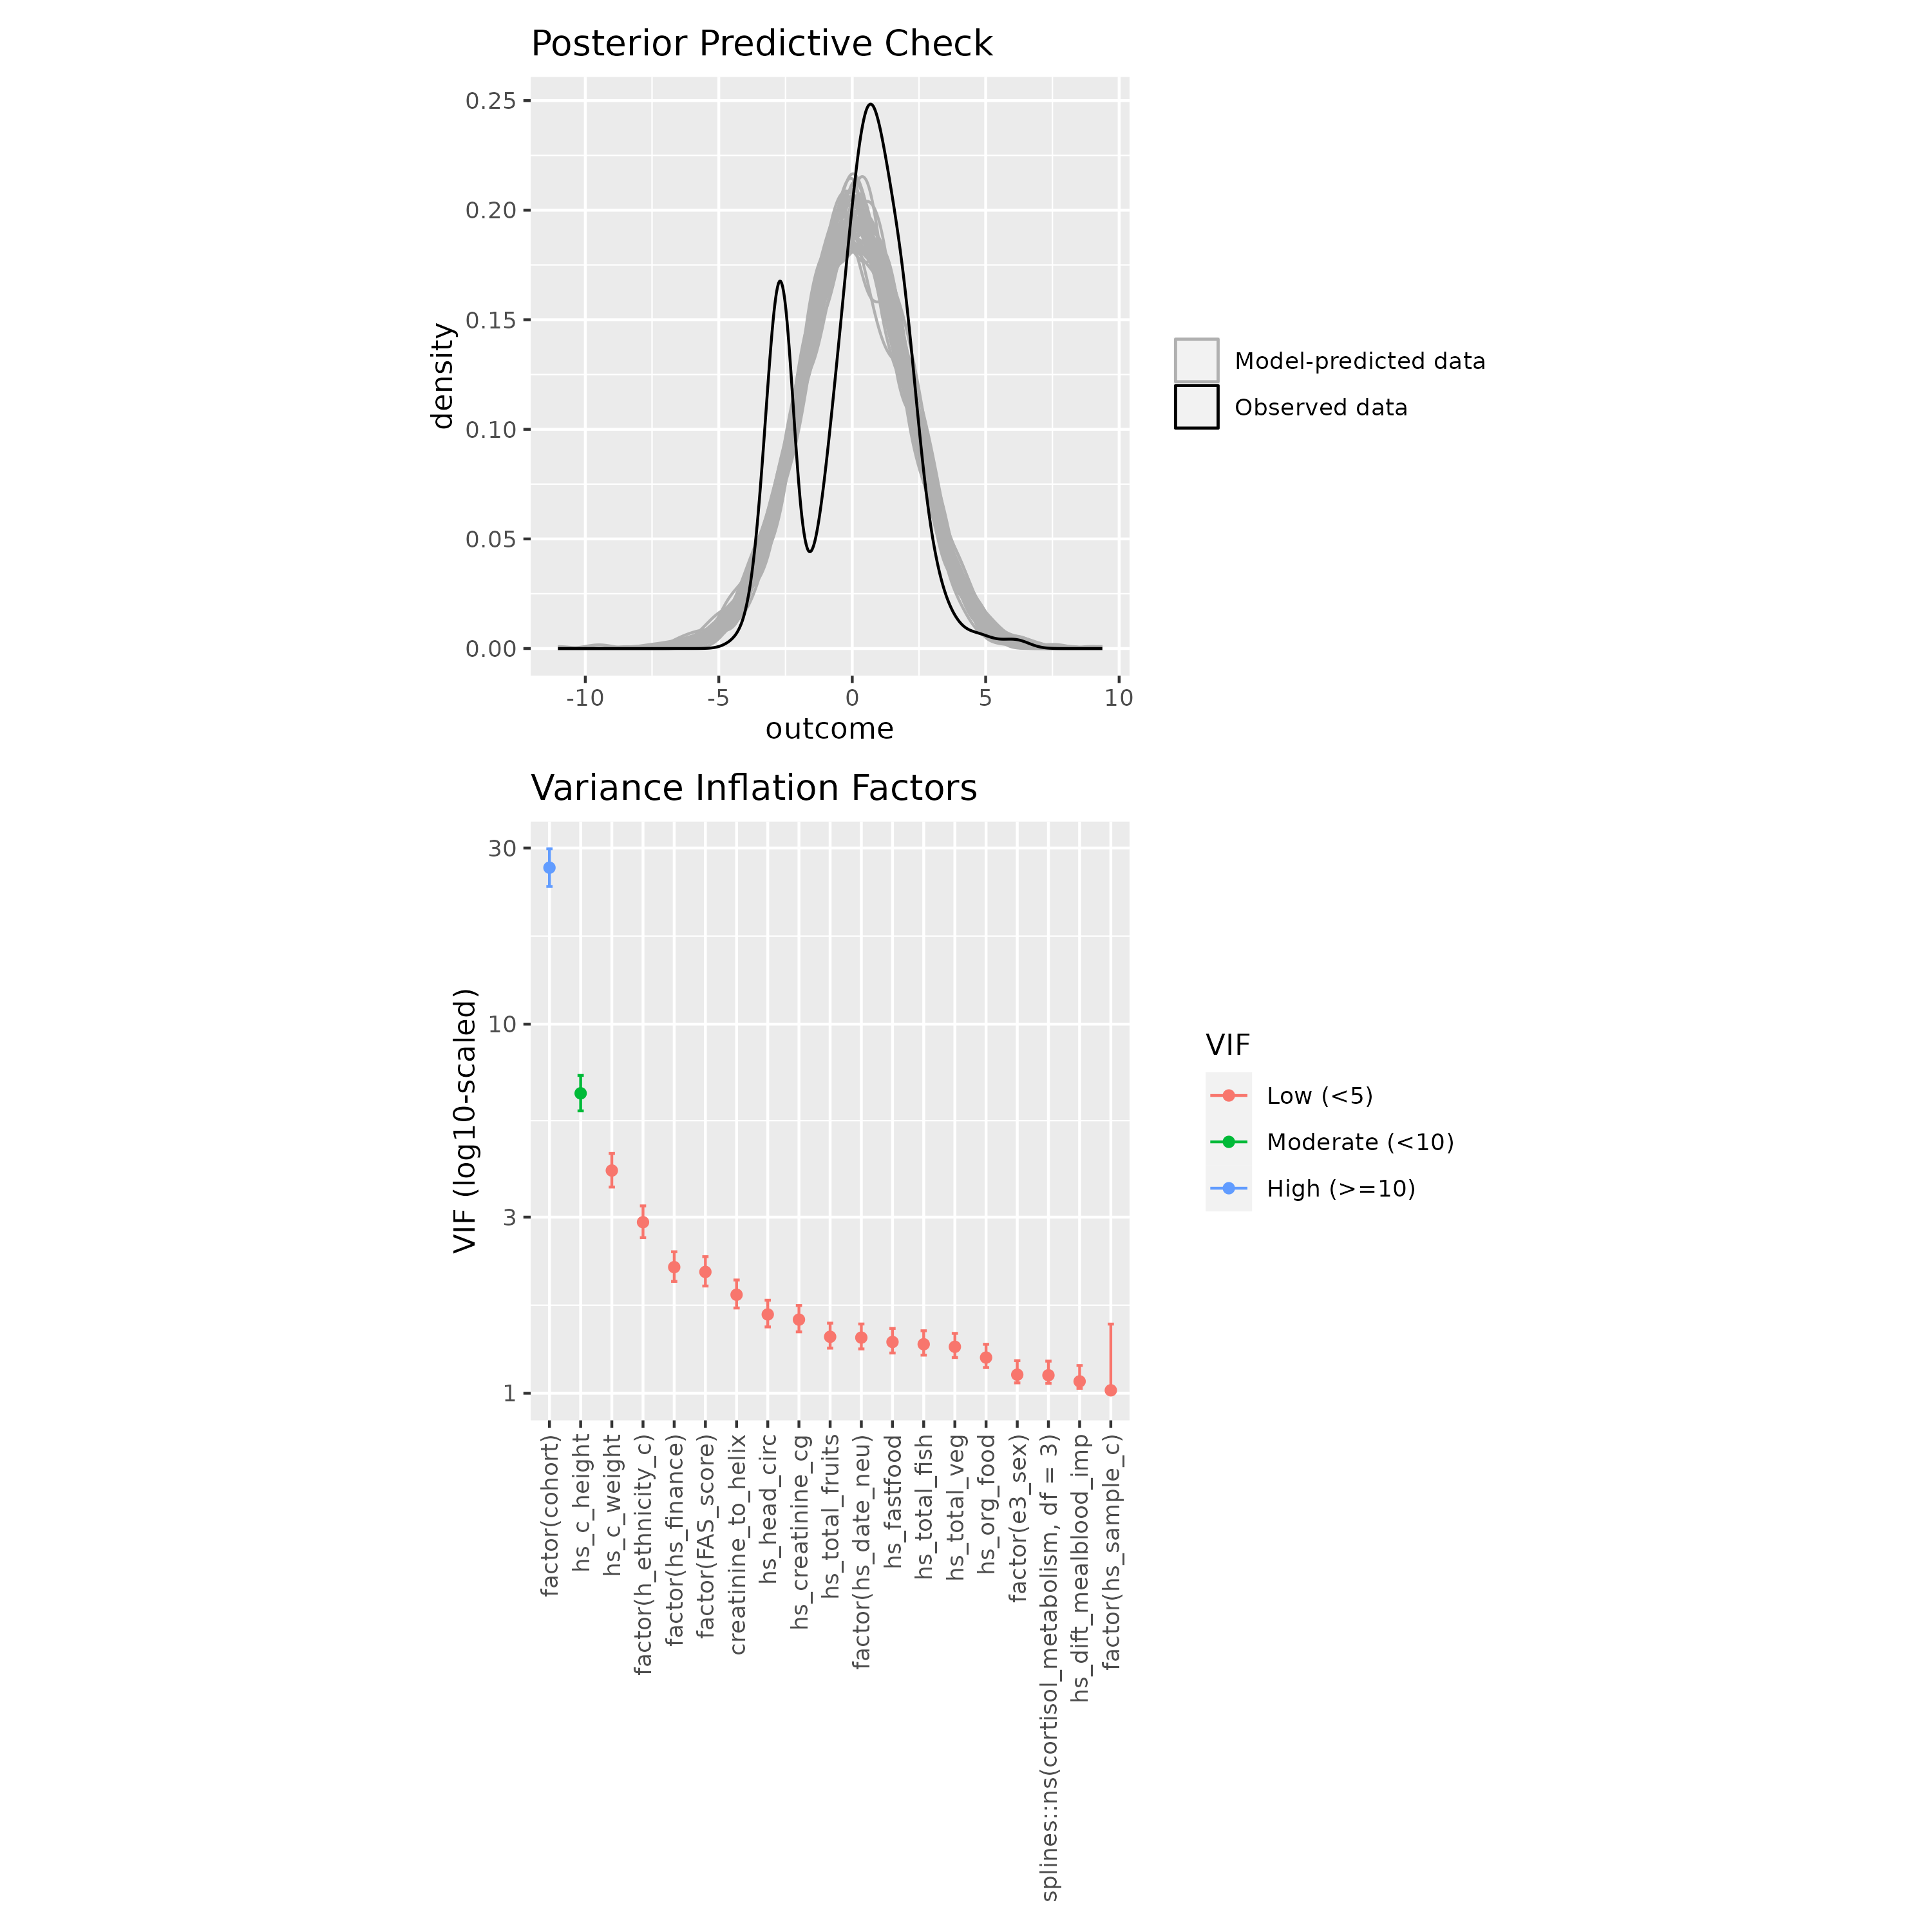 Posterior Predictive Check
density
0.25
0.20
0.15
0.10
0.05
0.00
-10
-5
0
5
10
outcome
Model-predicted data
Observed data
Variance Inflation Factors
VIF (log10-scaled)
30
10
3
1
factor(cohort)
hs_c_height
hs_c_weight
factor(h_ethnicity_c)
factor(hs_finance)
factor(FAS_score)
creatinine_to_helix
hs_head_circ
hs_creatinine_cg
hs_total_fruits
factor(hs_date_neu)
hs_fastfood
hs_total_fish
hs_total_veg
hs_org_food
factor(e3_sex)
splines::ns(cortisol_metabolism, df = 3)
hs_dift_mealblood_imp
factor(hs_sample_c)
VIF
Low (<5)
Moderate (<10)
High (>=10)